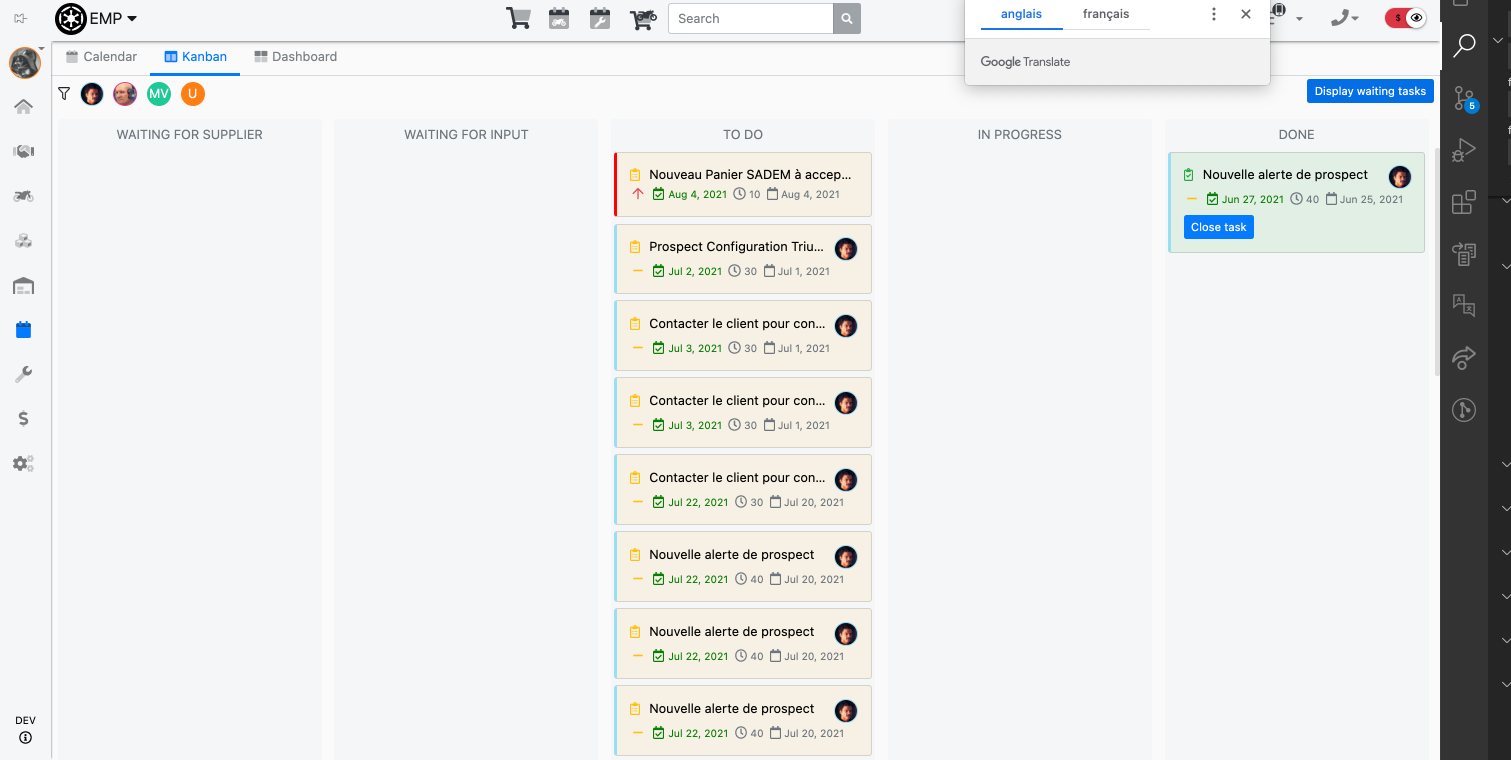 EMP
Search
anglais
français
Google Translate
$
Calendar
Kanban
Dashboard
MV
U
Display waiting tasks
5
WAITING FOR SUPPLIER
WAITING FOR INPUT
TO DO
IN PROGRESS
DONE
Nouveau Panier SADEM à accep...
Aug 4, 2021 10 Aug 4, 2021
Prospect Configuration Triu...
Jul 2, 2021 30 Jul 1, 2021
Contacter le client pour con...
Jul 3, 2021 30 Jul 1, 2021
Contacter le client pour con...
Jul 3, 2021 30 Jul 1, 2021
Contacter le client pour con...
Jul 22, 2021 30 Jul 20, 2021
Nouvelle alerte de prospect
Jul 22, 2021 40 Jul 20, 2021
Nouvelle alerte de prospect
Jul 22, 2021 40 Jul 20, 2021
Nouvelle alerte de prospect
Jul 22, 2021 40 Jul 20, 2021
Nouvelle alerte de prospect
Jun 27, 2021 40 Jun 25, 2021
Close task
DEV